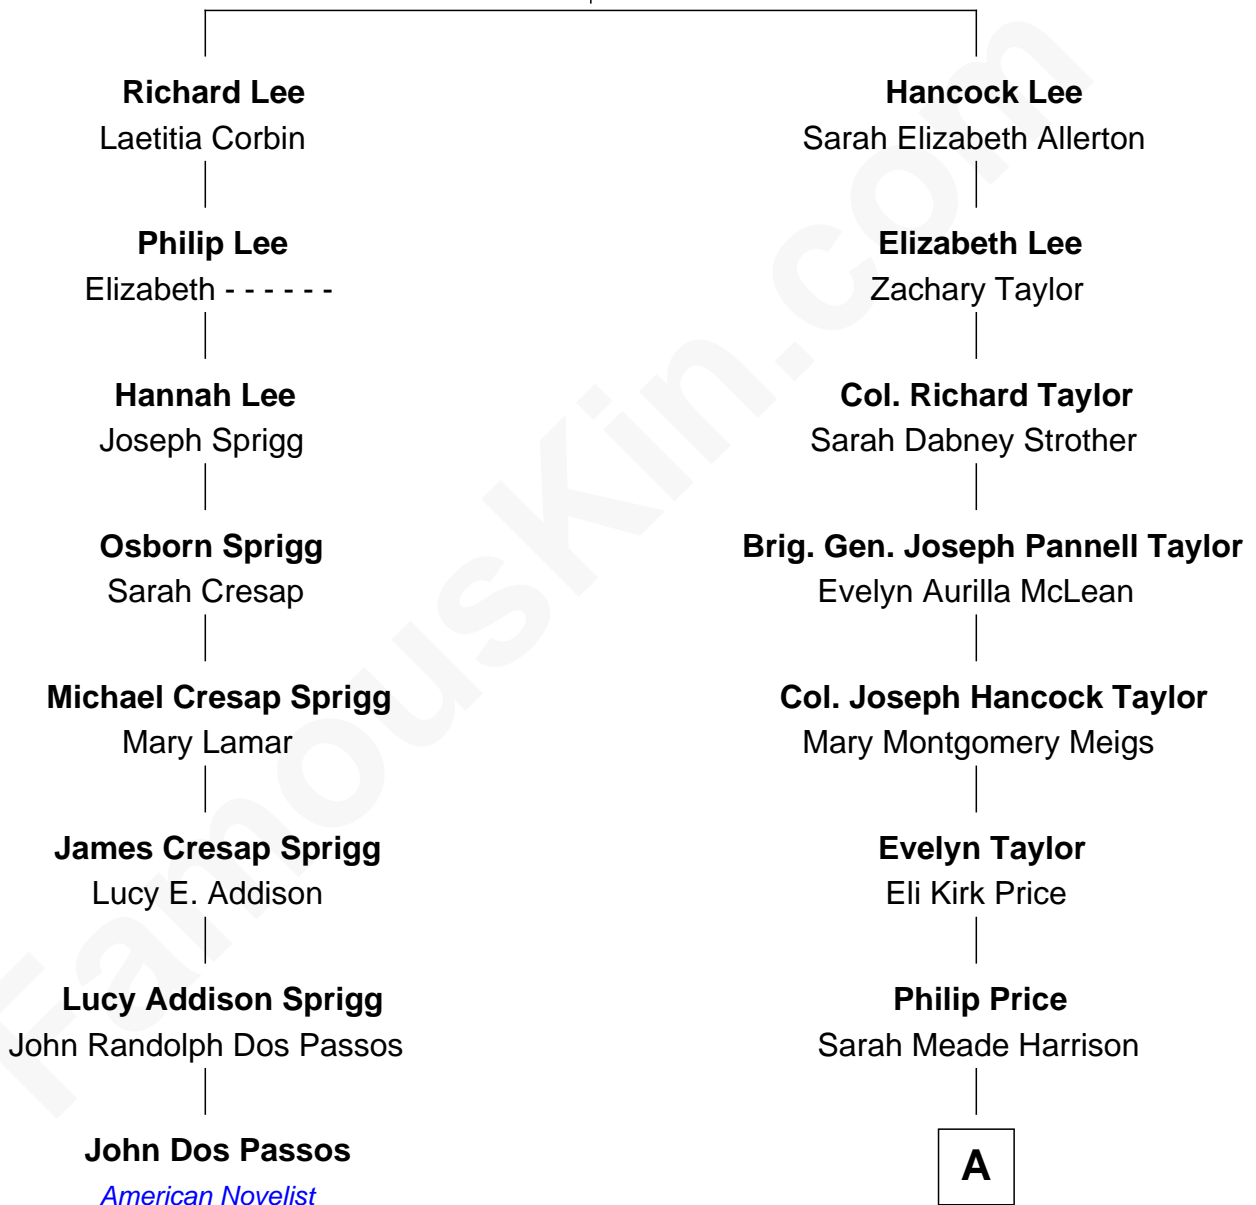 Richard Lee
Laetitia Corbin
Philip Lee
Elizabeth - - - - - -
Hannah Lee
Joseph Sprigg
Osborn Sprigg
Sarah Cresap
Michael Cresap Sprigg
Mary Lamar
James Cresap Sprigg
Lucy E. Addison
Lucy Addison Sprigg
John Randolph Dos Passos
John Dos Passos
American Novelist
Hancock Lee
Sarah Elizabeth Allerton
Elizabeth Lee
Zachary Taylor
Col. Richard Taylor
Sarah Dabney Strother
Brig. Gen. Joseph Pannell Taylor
Evelyn Aurilla McLean
Col. Joseph Hancock Taylor
Mary Montgomery Meigs
Evelyn Taylor
Eli Kirk Price
Philip Price
Sarah Meade Harrison
A
FamousKin.com